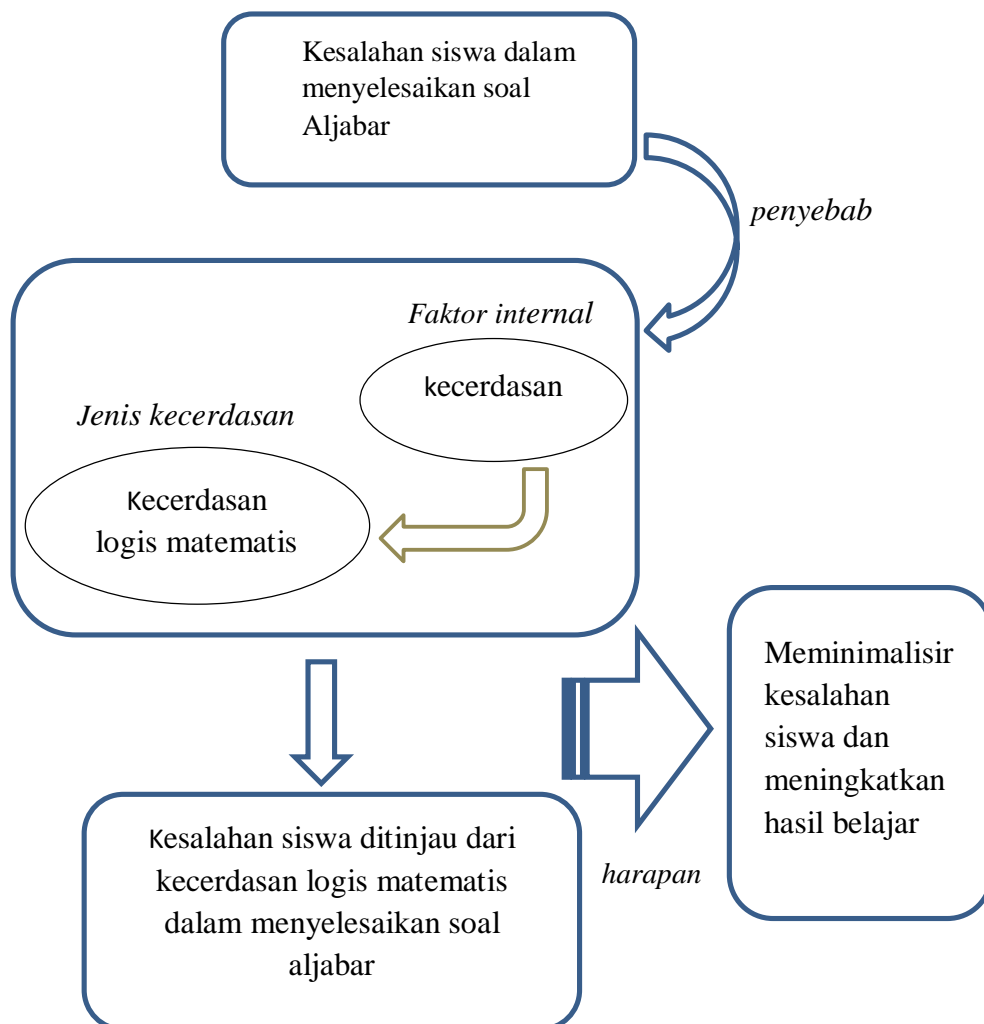 Kesalahan siswa dalam
menyelesaikan soal
Aljabar
penyebab
Faktor internal
kecerdasan
Jenis kecerdasan
Kecerdasan
logis matematis
Meminimalisir
kesalahan
siswa dan
meningkatkan
hasil belajar
Kesalahan siswa ditinjau dari
kecerdasan logis matematis
dalam menyelesaikan soal
aljabar
harapan